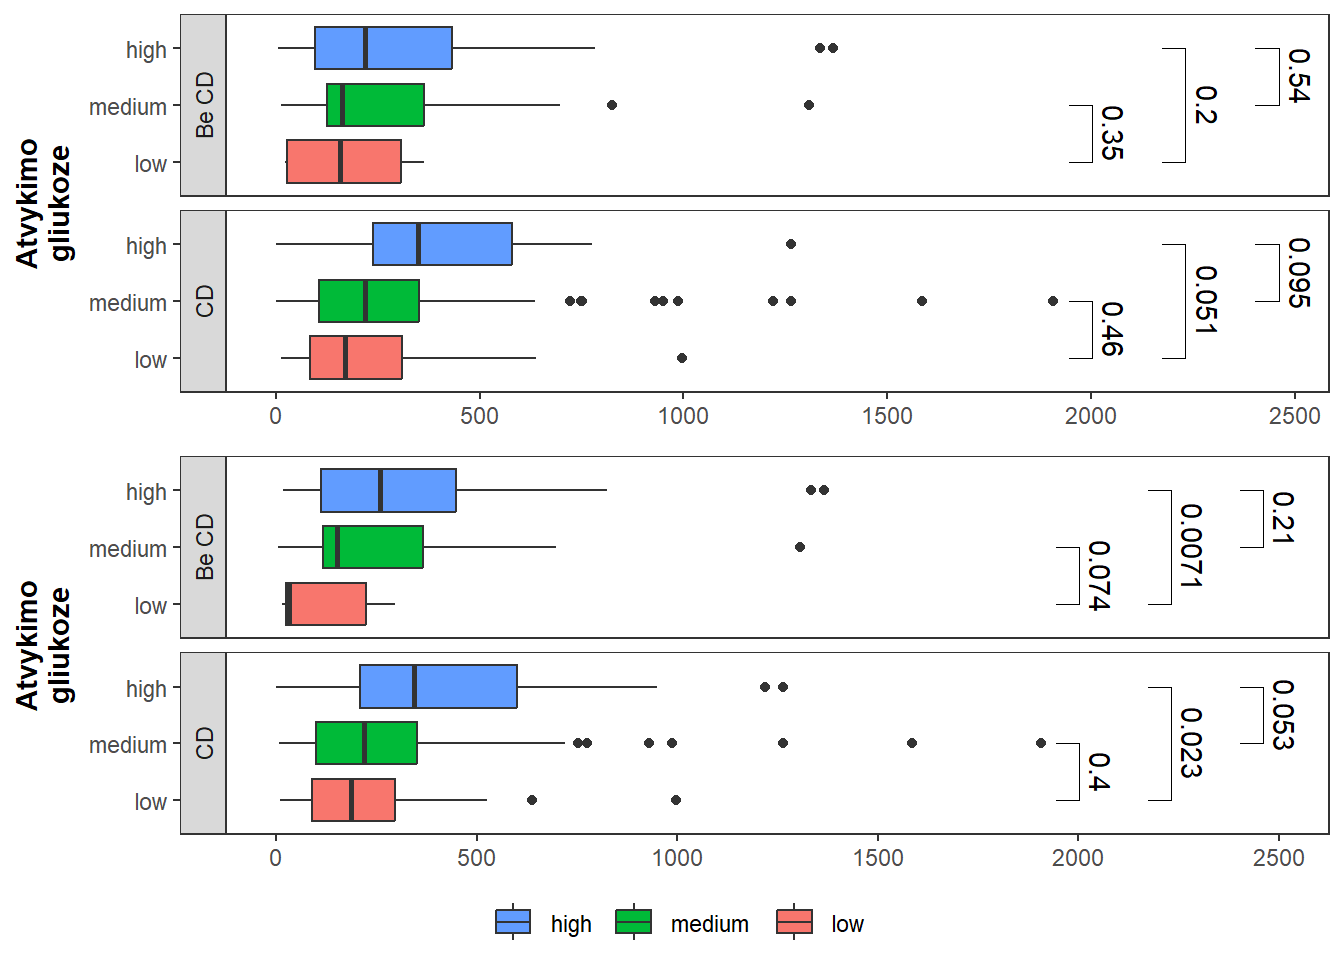 Atvykimo
gliukoze
Be CD
high
medium
low
0.35
0.2
0.54
CD
high
medium
low
0.46
0.051
0.095
0 500 1000 1500 2000 2500
Atvykimo
gliukoze
Be CD
high
medium
low
0.074
0.0071
0.21
CD
high
medium
low
0.4
0.023
0.053
0 500 1000 1500 2000 2500
high medium low